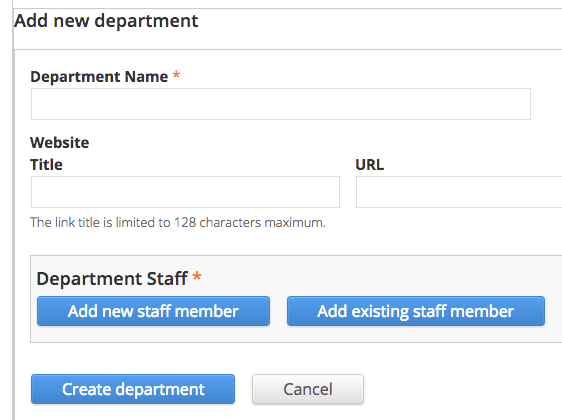 Add new department
Department Name *
Website
Title URL
The link title is limited to 128 characters maximum.
Department Staff *
Add new staff member Add existing staff member
Create department Cancel